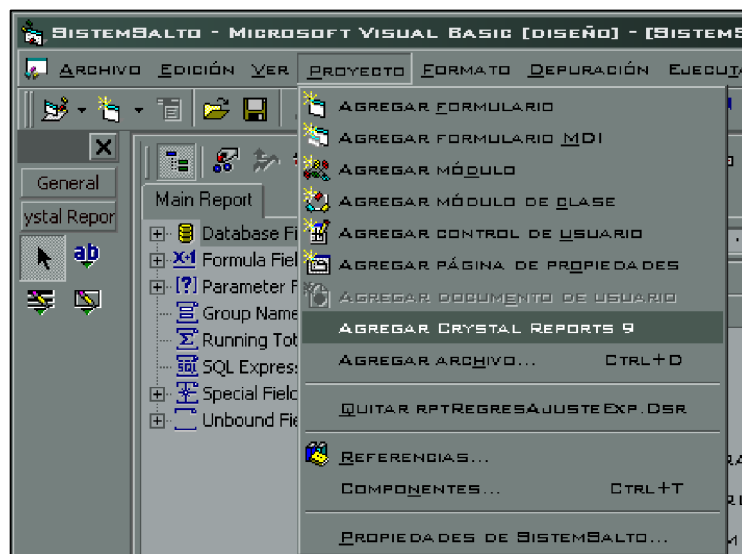 SistemSalto - Microsoft Visual Basic [diseño] - [SistemS
Archivo Edición Ver Proyecto Formato Depuración Ejecuta
General
ystal Repor
Main Report
Database Fi
Formula Fiel
Parameter F
Group Name
Running Tot
SQL Express
Special Field
Unbound Fie
Agregar formulario
Agregar formulario MDI
Agregar módulo
Agregar módulo de clase
Agregar control de usuario
Agregar página de propiedades
Agregar documento de usuario
Agregar Crystal Reports 9
Agregar archivo... Ctrl+D
Quitar rptRegresAjusteExp.Dsr
Referencias...
Componentes... Ctrl+T
Propiedades de SistemSalto...